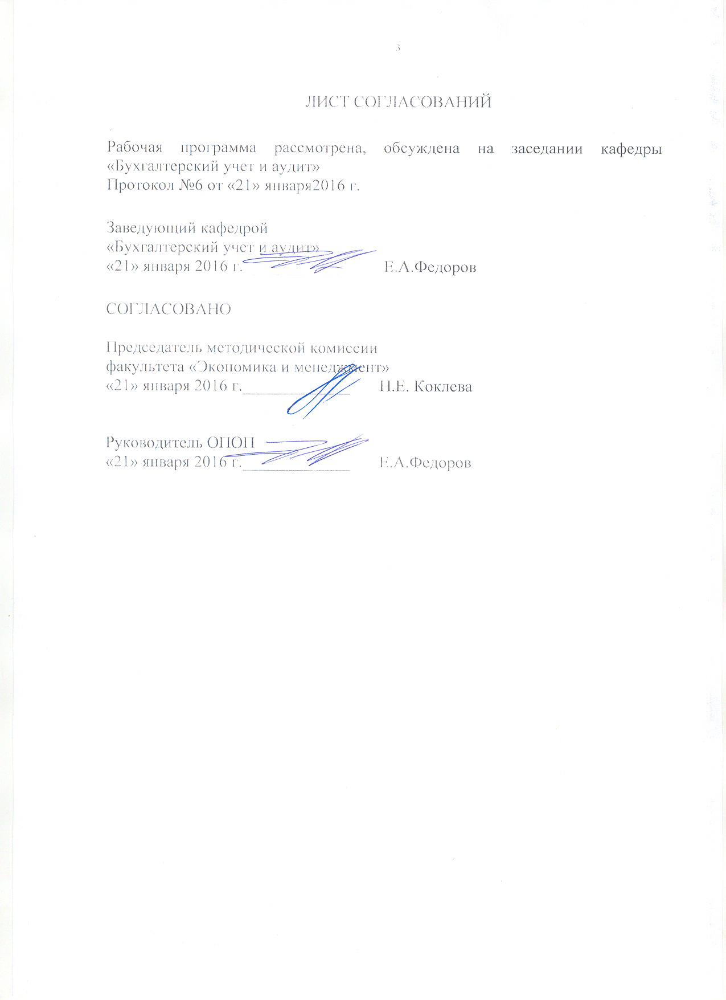 3
ЛИСТ СОГЛАСОВАНИЙ
Рабочая программа рассмотрена, обсуждена на заседании кафедры
«Бухгалтерский учет и аудит»
Протокол №6 от «21» января2016 г.
Заведующий кафедрой
«Бухгалтерский учет и аудит»
«21» января 2016 г. Е.А.Федоров
СОГЛАСОВАНО
Председатель методической комиссии
факультета «Экономика и менеджмент»
«21» января 2016 г.______________ Н.Е. Коклева
Руководитель ОПОП
«21» января 2016 г.______________ Е.А.Федоров